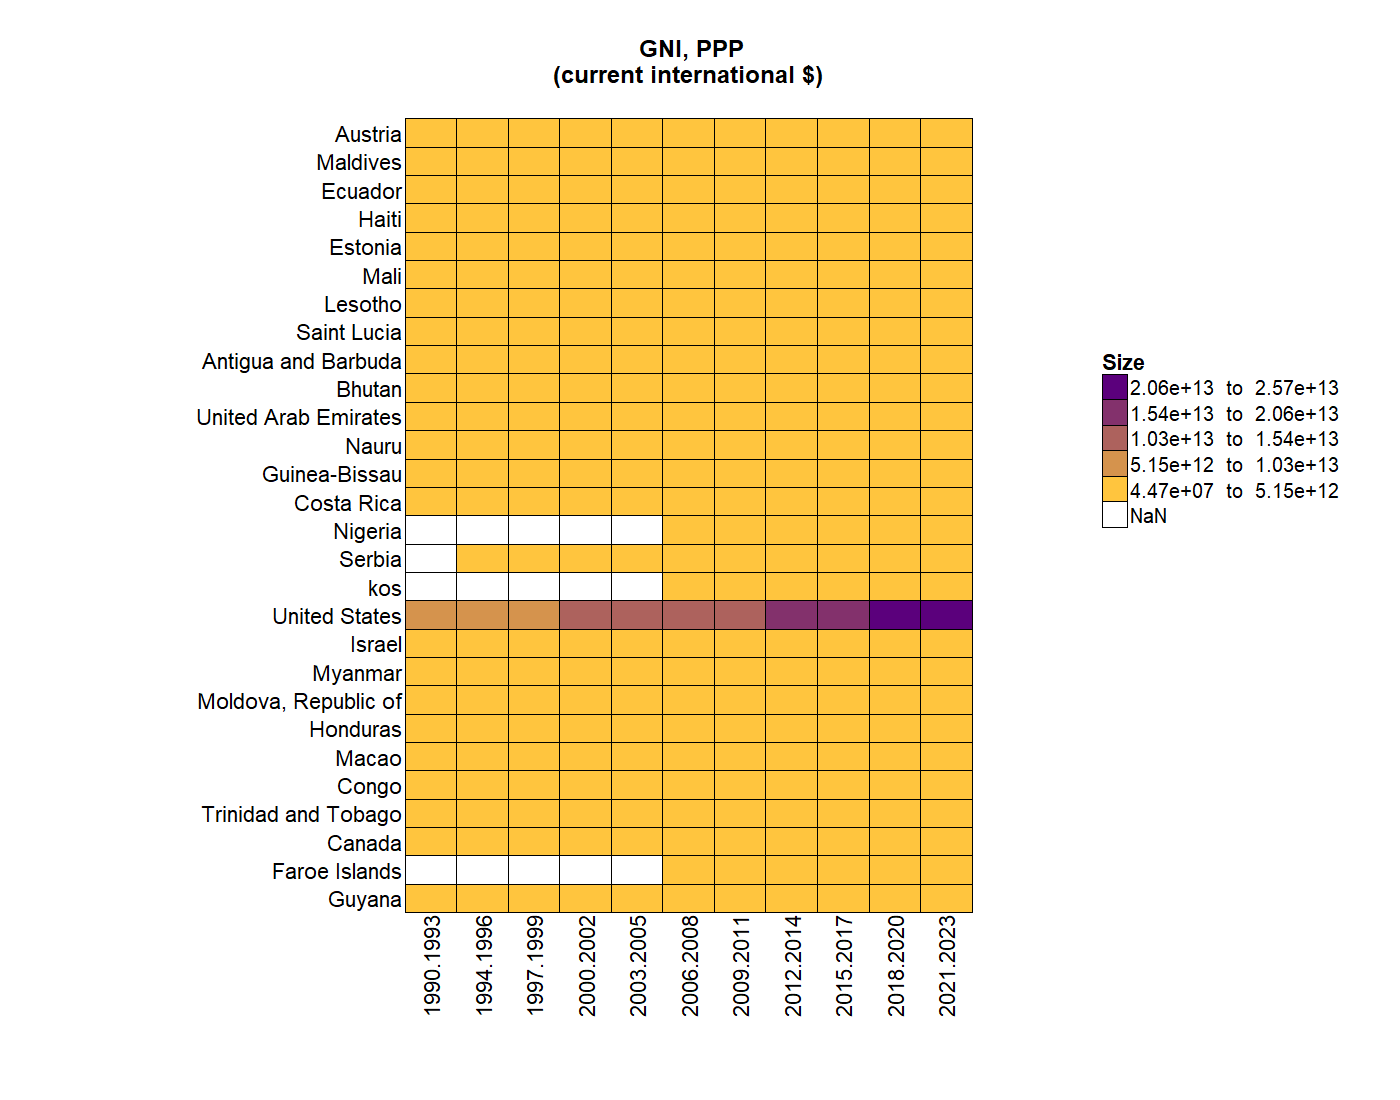 GNI, PPP
(current international $)
Austria
Maldives
Ecuador
Haiti
Estonia
Mali
Lesotho
Saint Lucia
Antigua and Barbuda
Bhutan
United Arab Emirates
Nauru
Guinea-Bissau
Costa Rica
Nigeria
Serbia
kos
United States
Israel
Myanmar
Moldova, Republic of
Honduras
Macao
Congo
Trinidad and Tobago
Canada
Faroe Islands
Guyana
1990.1993
1994.1996
1997.1999
2000.2002
2003.2005
2006.2008
2009.2011
2012.2014
2015.2017
2018.2020
2021.2023
Size
2.06e+13 to 2.57e+13
1.54e+13 to 2.06e+13
1.03e+13 to 1.54e+13
5.15e+12 to 1.03e+13
4.47e+07 to 5.15e+12
NaN